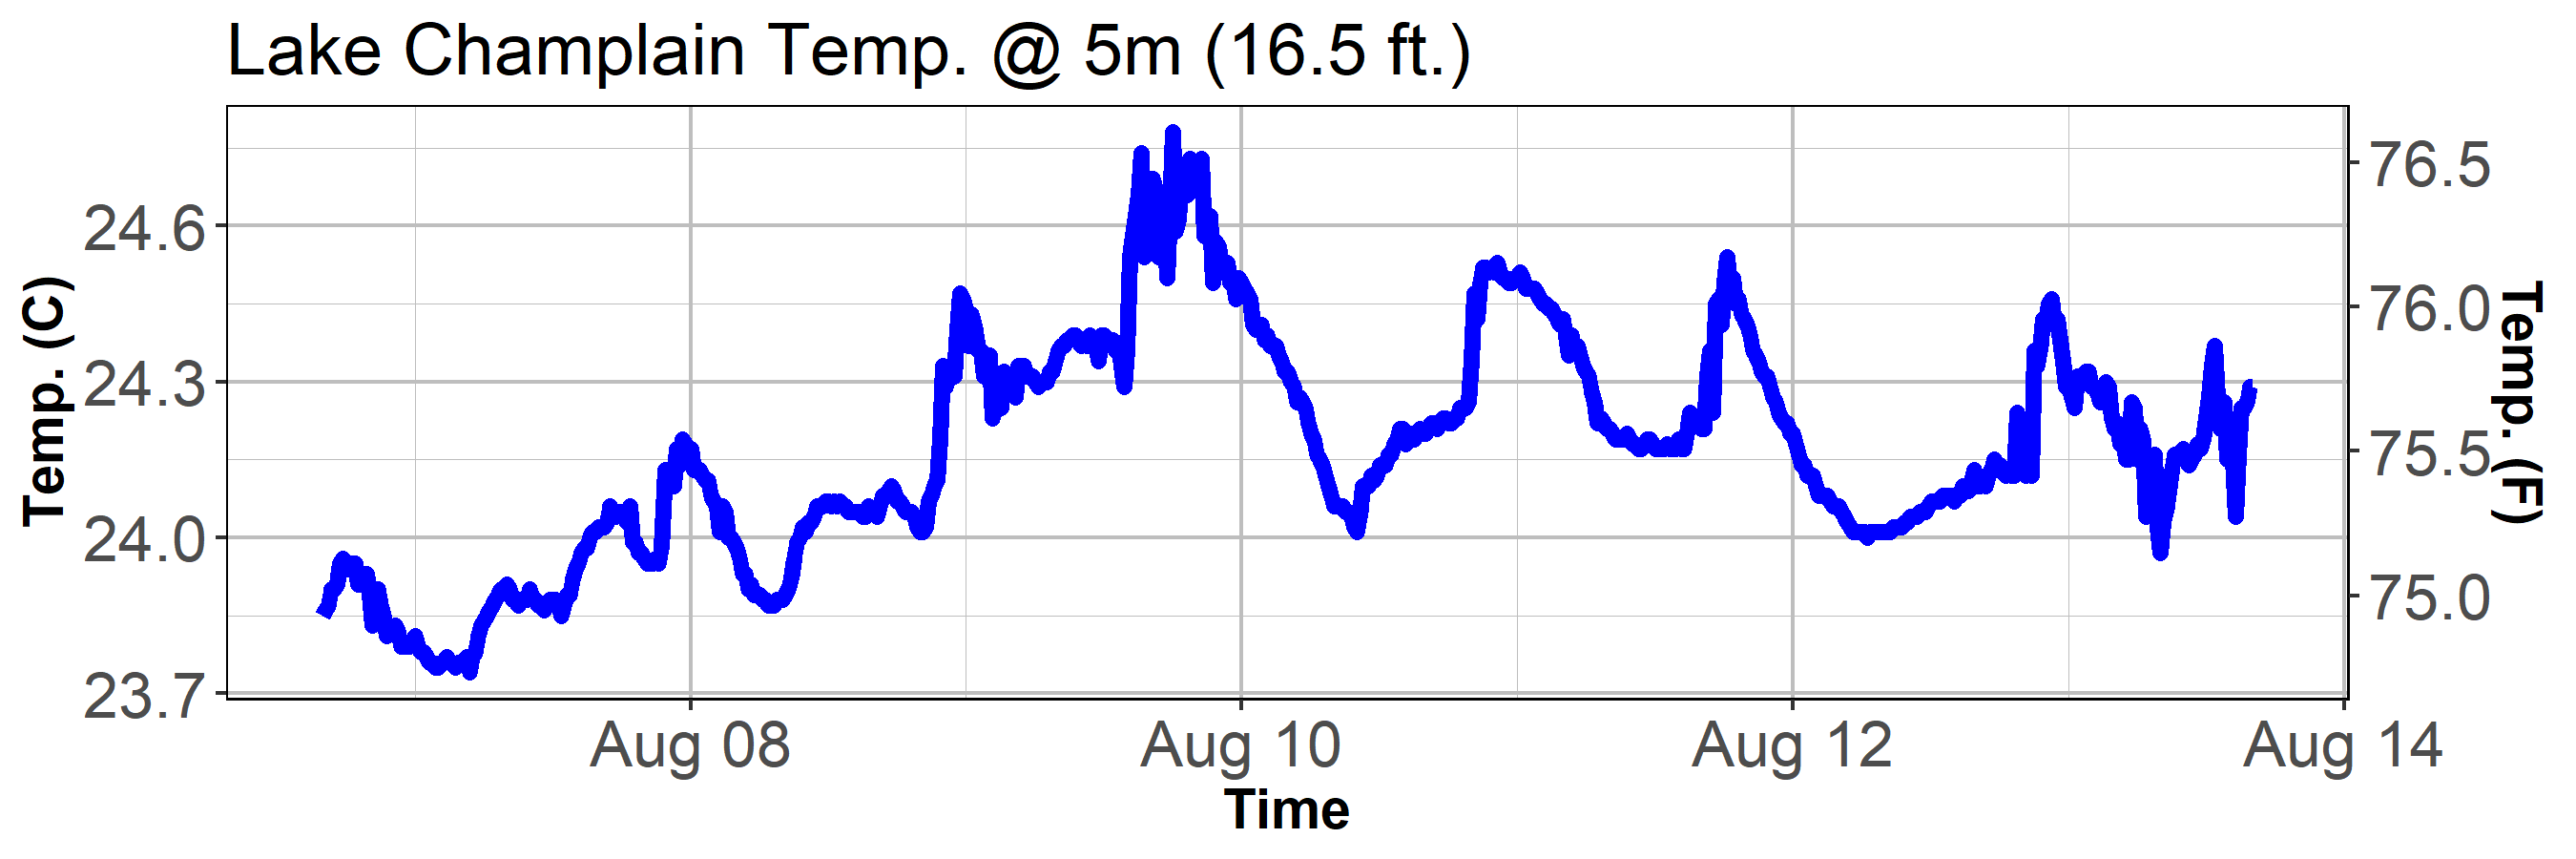 Lake Champlain Temp. @ 5m (16.5 ft.)
Temp. (C)
24.6
24.3
24.0
23.7
76.5
76.0
75.5
75.0
Temp. (F)
Aug 08
Aug 10
Aug 12
Aug 14
Time